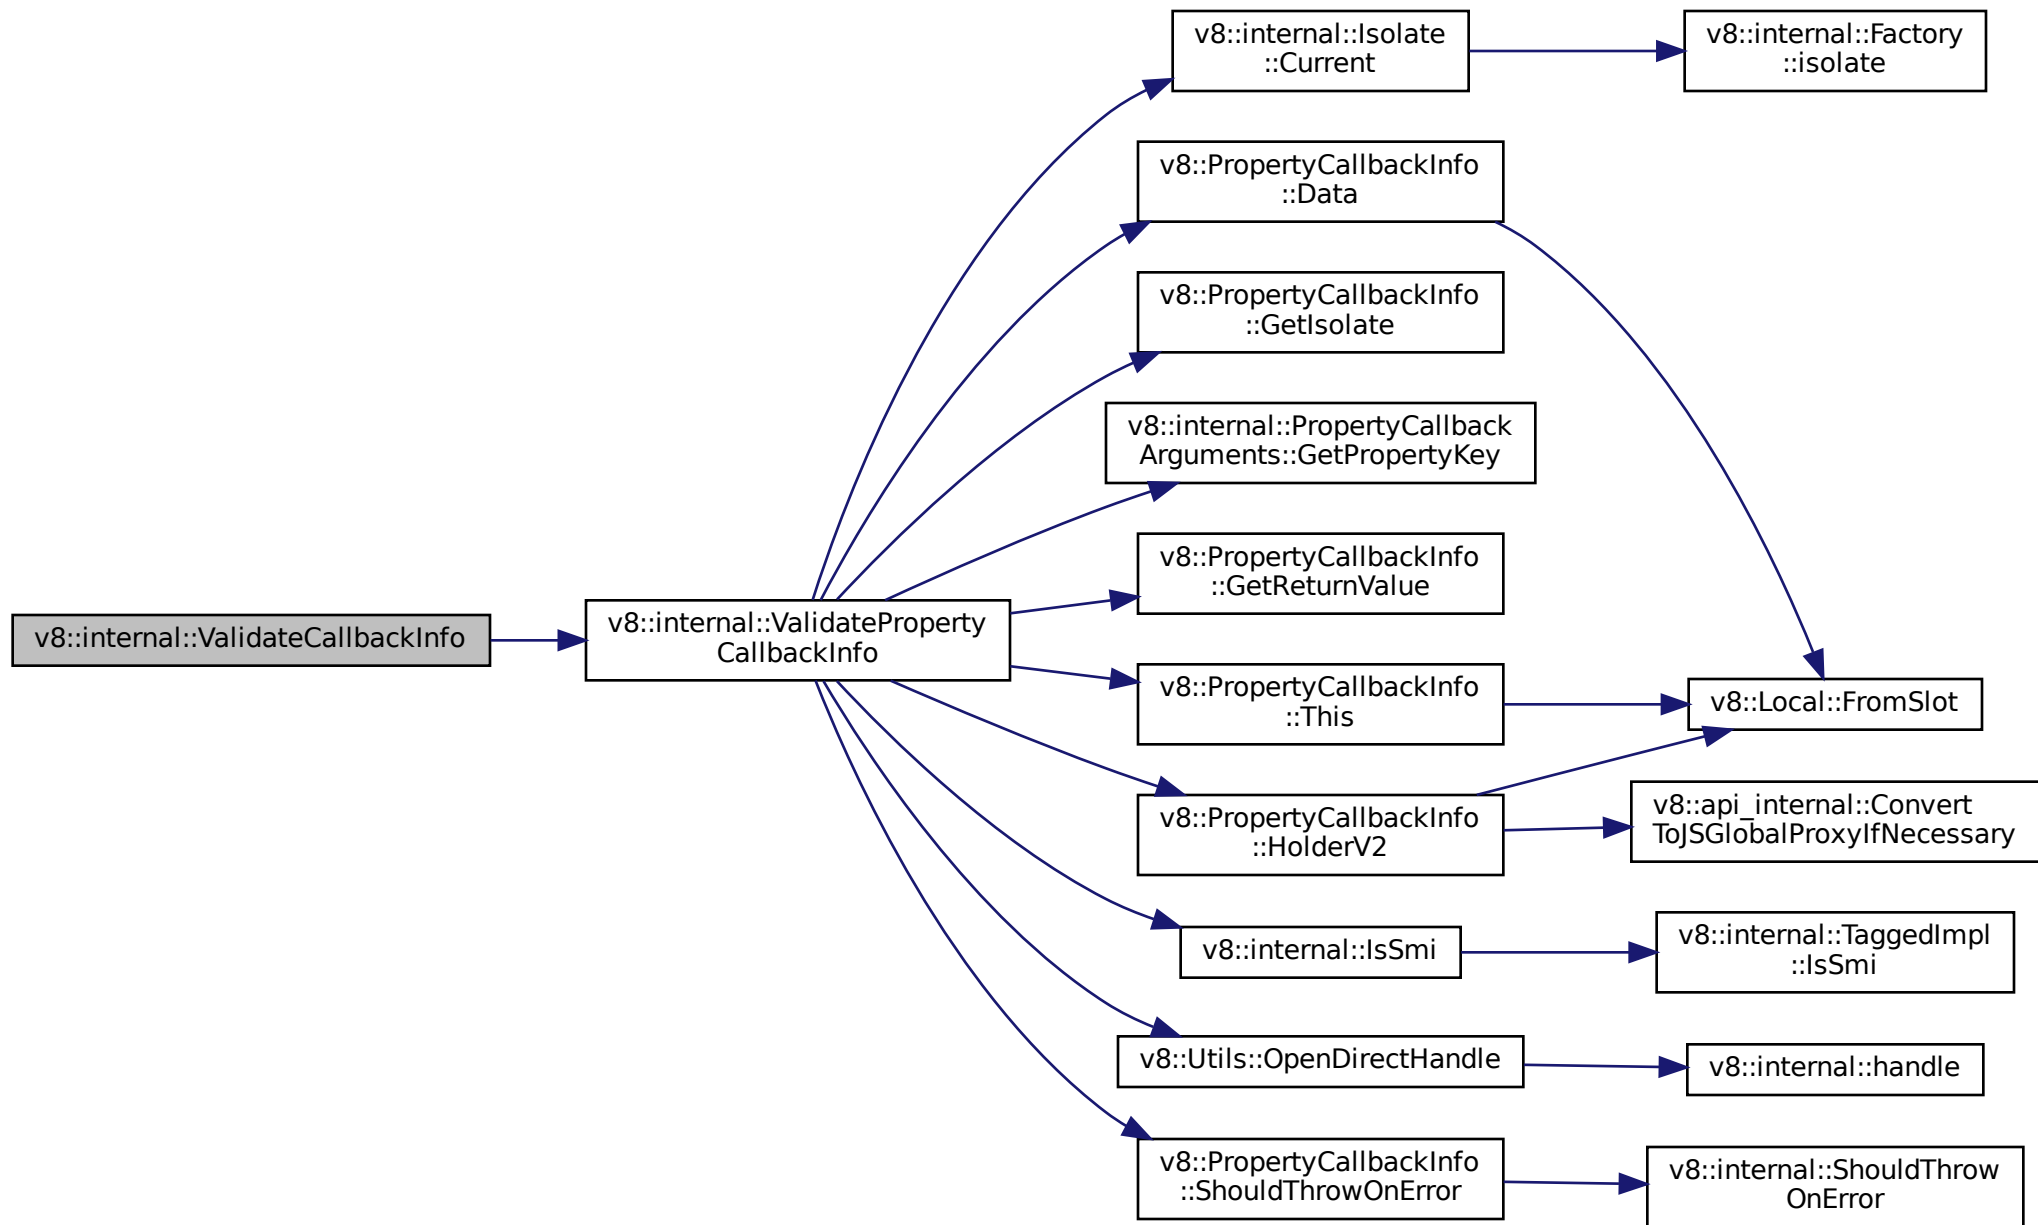 v8::internal::Isolate
::Current
v8::internal::Factory
::isolate
v8::PropertyCallbackInfo
::Data
v8::PropertyCallbackInfo
::GetIsolate
v8::internal::PropertyCallback
Arguments::GetPropertyKey
v8::PropertyCallbackInfo
::GetReturnValue
v8::internal::ValidateCallbackInfo
v8::internal::ValidateProperty
CallbackInfo
v8::PropertyCallbackInfo
::This
v8::Local::FromSlot
v8::PropertyCallbackInfo
::HolderV2
v8::api_internal::Convert
ToJSGlobalProxyIfNecessary
v8::internal::IsSmi
v8::internal::TaggedImpl
::IsSmi
v8::Utils::OpenDirectHandle
v8::internal::handle
v8::PropertyCallbackInfo
::ShouldThrowOnError
v8::internal::ShouldThrow
OnError